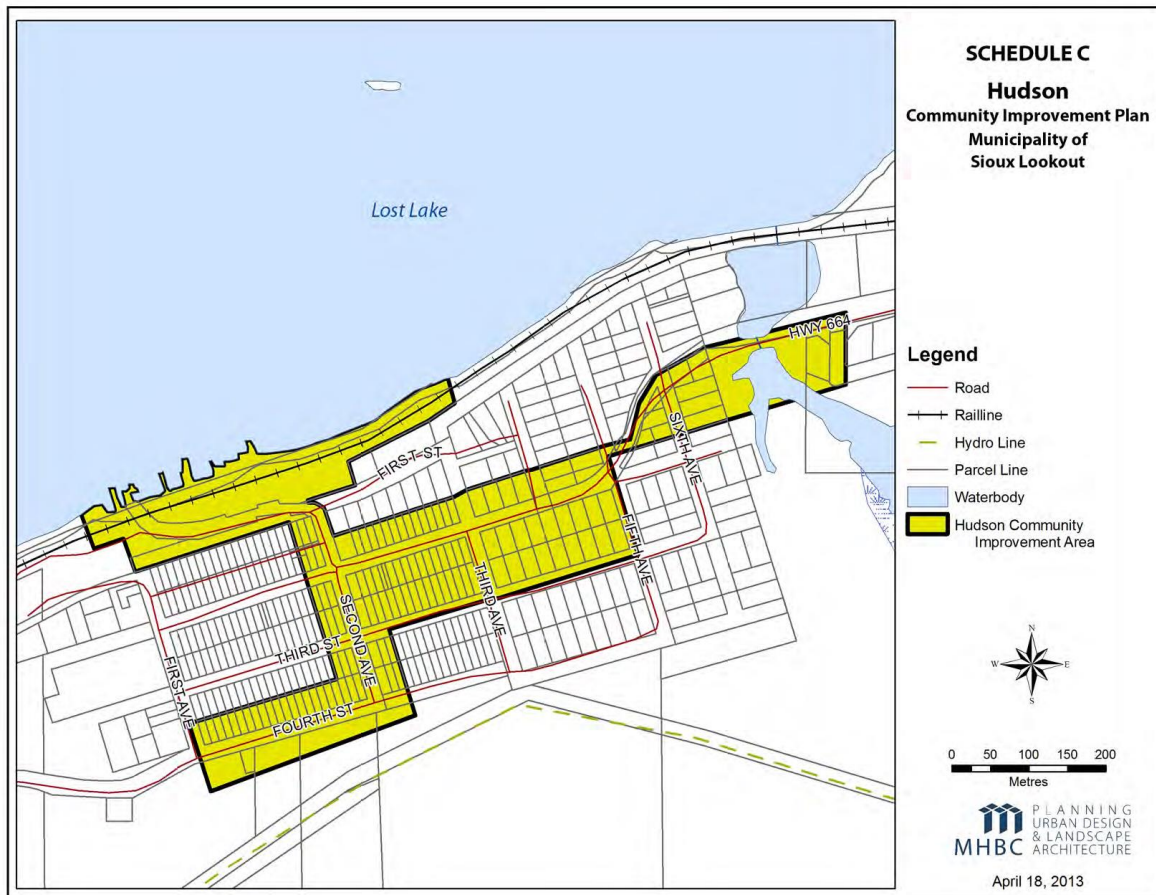 SCHEDULE C
Hudson
Community Improvement Plan
Municipality of
Sioux Lookout
Lost Lake
HWY 664
FIRST ST
SIXTH AVE
FIFTH AVE
THIRD AVE
SECOND AVE
THIRD ST
FIRST AVE
FOURTH ST
Legend
Road
Railline
Hydro Line
Parcel Line
Waterbody
Hudson Community
Improvement Area
N
W E
S
0 50 100 150 200
Metres
MHBC
PLANNING
URBAN DESIGN
& LANDSCAPE
ARCHITECTURE
April 18, 2013